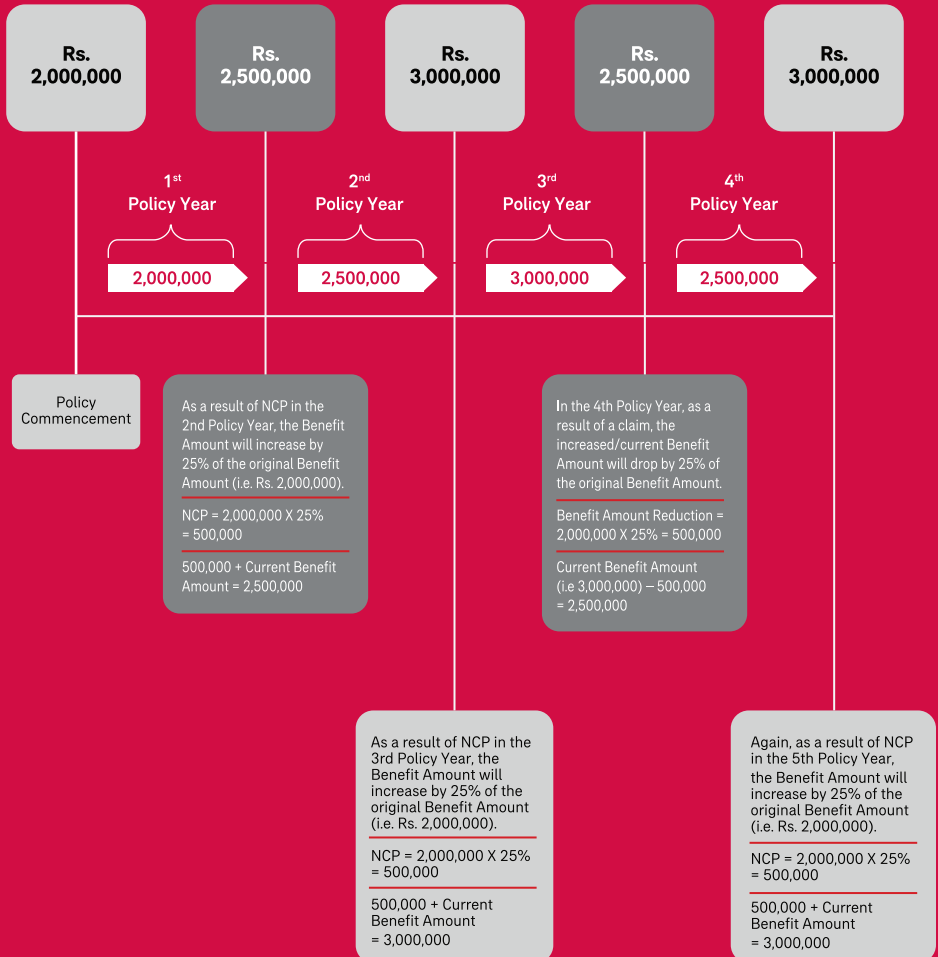 Rs.
2,000,000
Rs.
2,500,000
Rs.
3,000,000
Rs.
2,500,000
Rs.
3,000,000
1st
Policy Year
2nd
Policy Year
3rd
Policy Year
4th
Policy Year
2,000,000
2,500,000
3,000,000
2,500,000
Policy
Commencement
As a result of NCP in the
2nd Policy Year, the Benefit
Amount will increase by
25% of the original Benefit
Amount (i.e. Rs. 2,000,000).
NCP = 2,000,000 X 25%
= 500,000
500,000 + Current Benefit
Amount = 2,500,000
In the 4th Policy Year, as a
result of a claim, the
increased/current Benefit
Amount will drop by 25% of
the original Benefit Amount.
Benefit Amount Reduction =
2,000,000 X 25% = 500,000
Current Benefit Amount
(i.e 3,000,000) – 500,000
= 2,500,000
As a result of NCP in the
3rd Policy Year, the
Benefit Amount will
increase by 25% of the
original Benefit Amount
(i.e. Rs. 2,000,000).
NCP = 2,000,000 X 25%
= 500,000
500,000 + Current
Benefit Amount
= 3,000,000
Again, as a result of NCP
in the 5th Policy Year,
the Benefit Amount will
increase by 25% of the
original Benefit Amount
(i.e. Rs. 2,000,000).
NCP = 2,000,000 X 25%
= 500,000
500,000 + Current
Benefit Amount
= 3,000,000